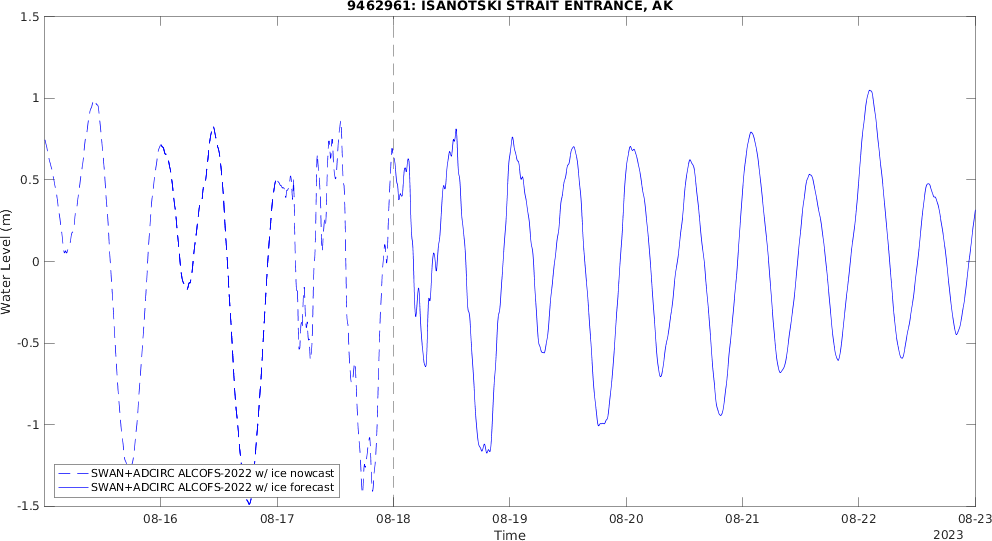 9462961: ISANOTSKI STRAIT ENTRANCE, AK
1.5
1
0.5
0
-0.5
-1
-1.5
Water Level (m)
SWAN+ADCIRC ALCOFS-2022 w/ ice nowcast
SWAN+ADCIRC ALCOFS-2022 w/ ice forecast
08-16 08-17 08-18 08-19 08-20 08-21 08-22 08-23
Time
2023